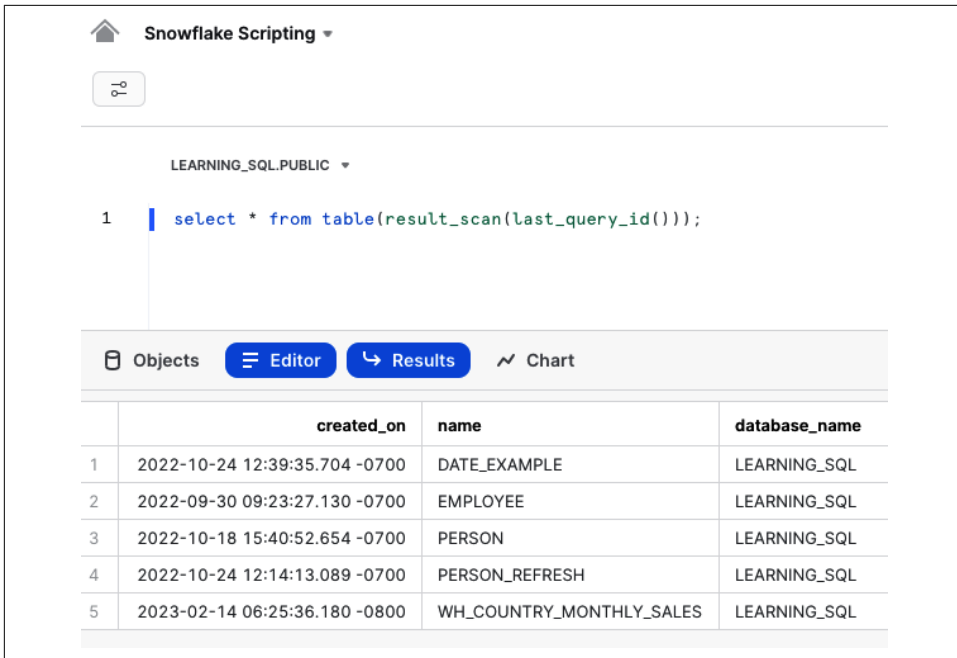 Snowflake Scripting
LEARNING_SQL.PUBLIC
1 select * from table(result_scan(last_query_id()));
Objects Editor Results Chart
created_on name database_name
1 2022-10-24 12:39:35.704 -0700 DATE_EXAMPLE LEARNING_SQL
2 2022-09-30 09:23:27.130 -0700 EMPLOYEE LEARNING_SQL
3 2022-10-18 15:40:52.654 -0700 PERSON LEARNING_SQL
4 2022-10-24 12:14:13.089 -0700 PERSON_REFRESH LEARNING_SQL
5 2023-02-14 06:25:36.180 -0800 WH_COUNTRY_MONTHLY_SALES LEARNING_SQL